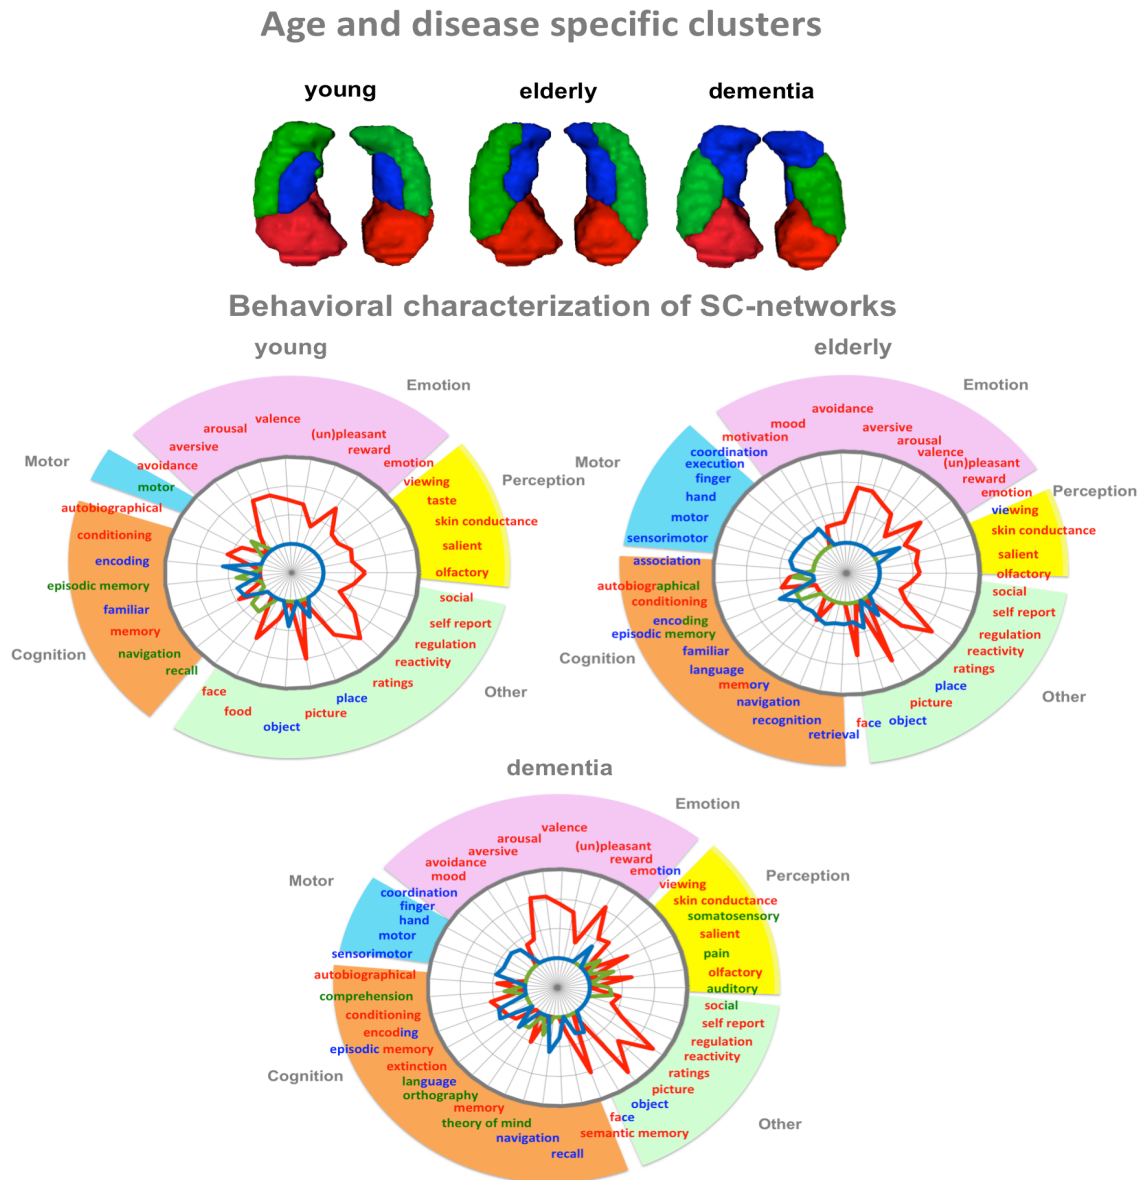 Age and disease specific clusters
young
elderly
dementia
Behavioral characterization of SC-networks
young
Emotion
Motor
Perception
Cognition
Other
valence
arousal
(un)pleasant
aversive
reward
avoidance
emotion
motor
viewing
taste
autobiographical
skin conductance
conditioning
salient
encoding
olfactory
episodic memory
social
familiar
self report
memory
regulation
navigation
reactivity
recall
ratings
face
place
food
picture
object
elderly
Emotion
Motor
Perception
Cognition
Other
avoidance
mood
aversive
motivation
arousal
coordination
valence
execution
(un)pleasant
finger
reward
hand
emotion
viewing
motor
skin conductance
sensorimotor
salient
association
olfactory
autobiographical
social
conditioning
self report
encoding
episodic memory
regulation
familiar
reactivity
language
ratings
memory
place
navigation
picture
recognition
object
retrieval
face
dementia
Emotion
Motor
Perception
Cognition
Other
valence
arousal
(un)pleasant
aversive
reward
avoidance
emotion
mood
viewing
coordination
skin conductance
finger
somatosensory
hand
salient
motor
pain
sensorimotor
olfactory
autobiographical
auditory
comprehension
social
conditioning
self report
encoding
regulation
episodic memory
reactivity
extinction
ratings
language
picture
orthography
object
memory
face
theory of mind
semantic memory
navigation
recall